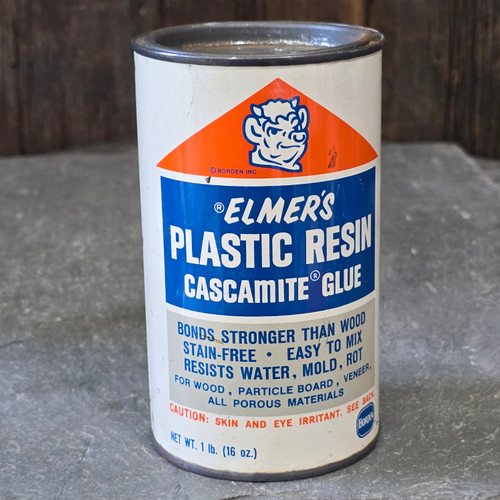 © BORDEN INC
® ELMER'S
PLASTIC RESIN
CASCAMITE® GLUE
BONDS STRONGER THAN WOOD
STAIN-FREE • EASY TO MIX
RESISTS WATER, MOLD, ROT
FOR WOOD, PARTICLE BOARD, VENEER,
ALL POROUS MATERIALS
CAUTION: SKIN AND EYE IRRITANT. SEE BACK.
BORDEN
NET WT. 1 lb. (16 oz.)